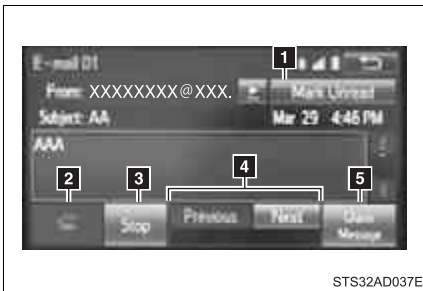 E-mail 01
1
From: XXXXXXXX@XXX. Mark Unread
Subject: AA Mar 29 4:46 PM
AAA
2 3 4 5
Stop Previous Next Quick Message
STS32AD037E